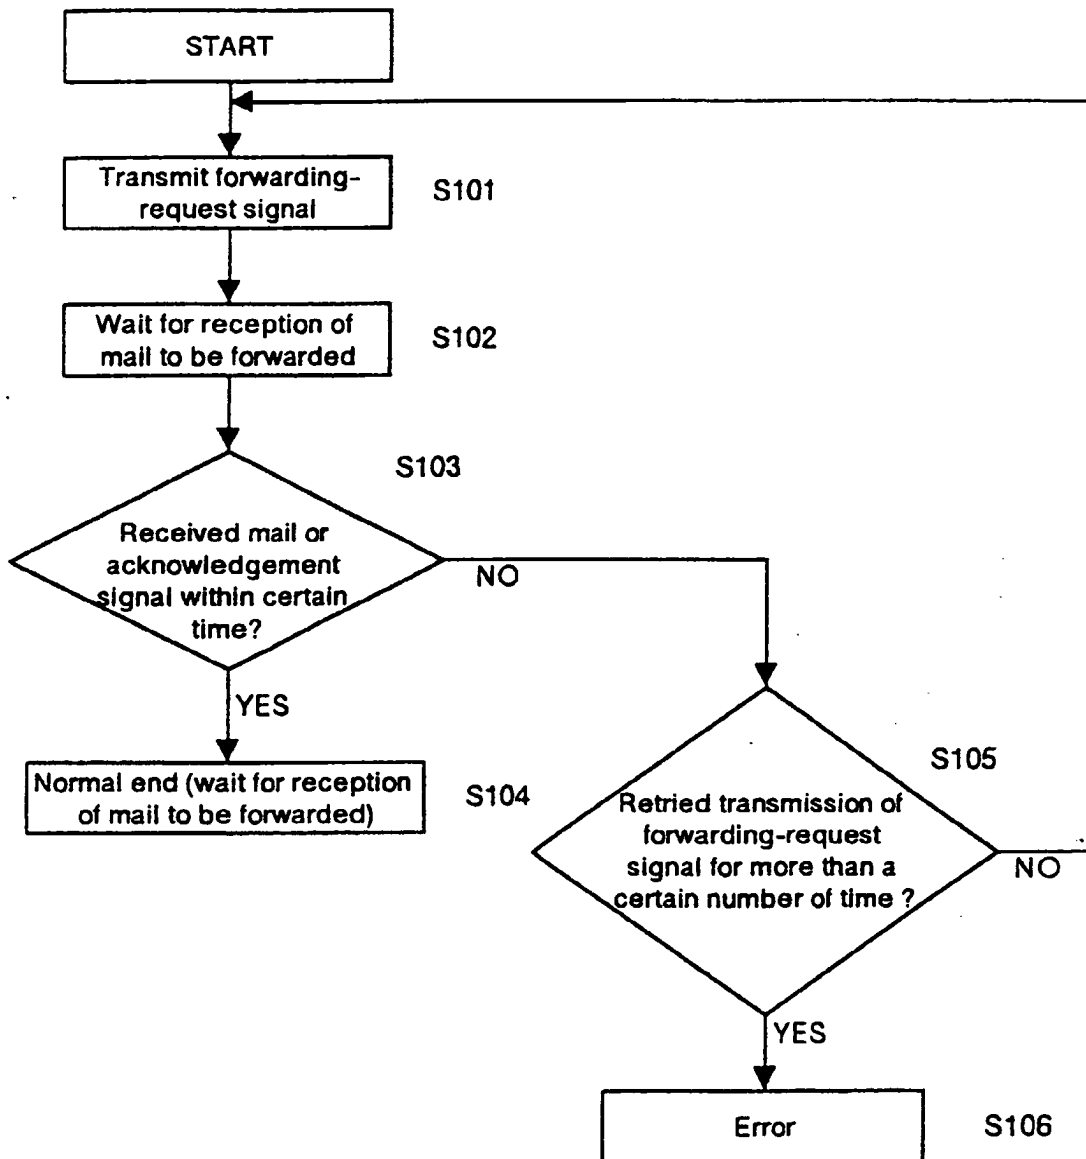 START
Transmit forwarding-
request signal
S101
Wait for reception of
mail to be forwarded
S102
S103
Received mail or
acknowledgement
signal within certain
time?
NO
YES
Normal end (wait for reception
of mail to be forwarded)
S104
S105
Retried transmission of
forwarding-request
signal for more than a
certain number of time ?
NO
YES
Error
S106